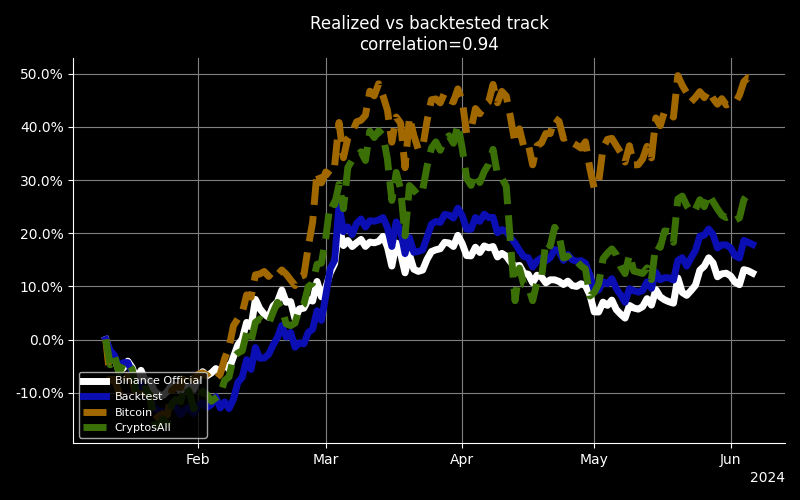 Realized vs backtested track
correlation=0.94
50.0%
40.0%
30.0%
20.0%
10.0%
0.0%
-10.0%
Binance Official
Backtest
Bitcoin
CryptosAll
Feb
Mar
Apr
May
Jun
2024